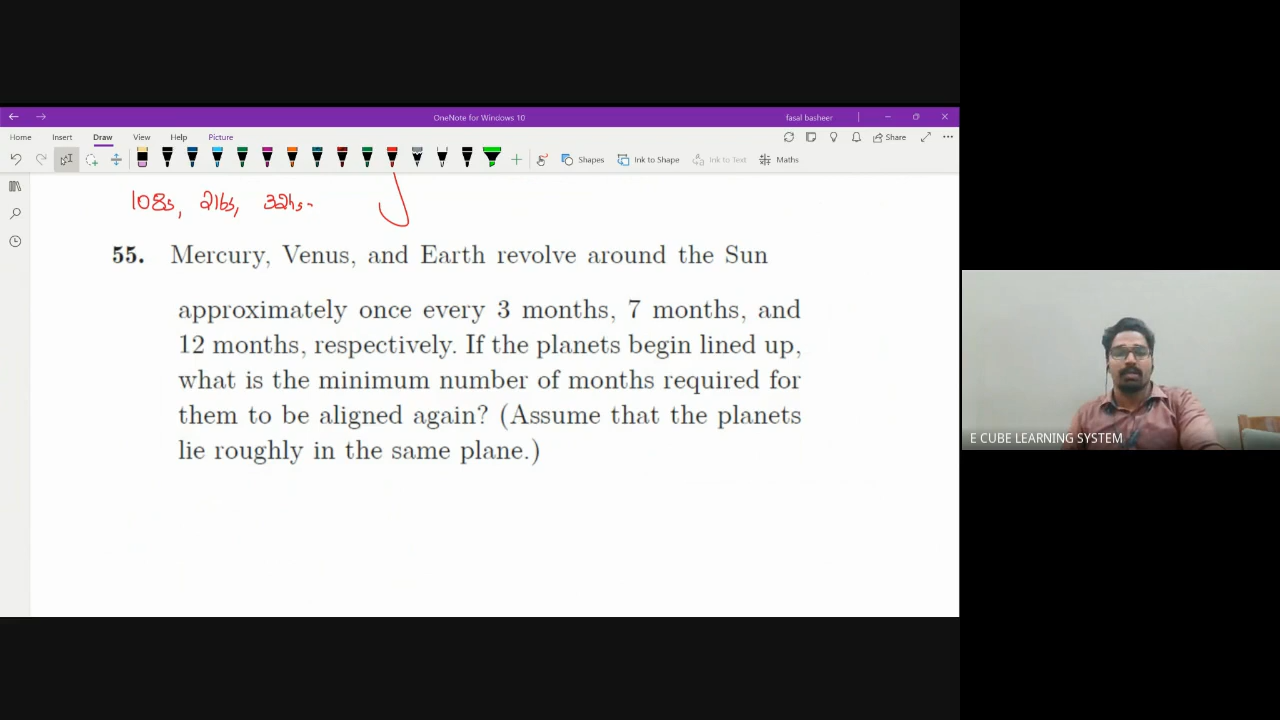 OneNote for Windows 10
fasal basheer
Home Insert Draw View Help Picture
Share
Shapes Ink to Shape Ink to Text Maths
108s, 216s, 324s.
55. Mercury, Venus, and Earth revolve around the Sun
approximately once every 3 months, 7 months, and
12 months, respectively. If the planets begin lined up,
what is the minimum number of months required for
them to be aligned again? (Assume that the planets
lie roughly in the same plane.)
E CUBE LEARNING SYSTEM